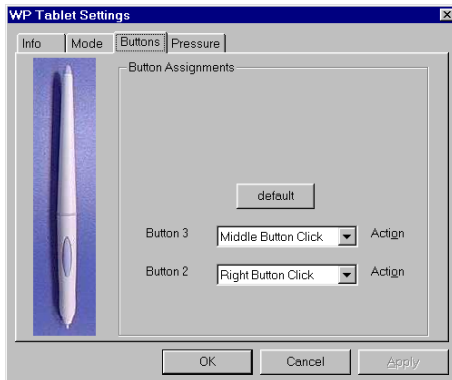 WP Tablet Settings
Info Mode Buttons Pressure
Button Assignments
default
Button 3 Middle Button Click Action
Button 2 Right Button Click Action
OK Cancel Apply